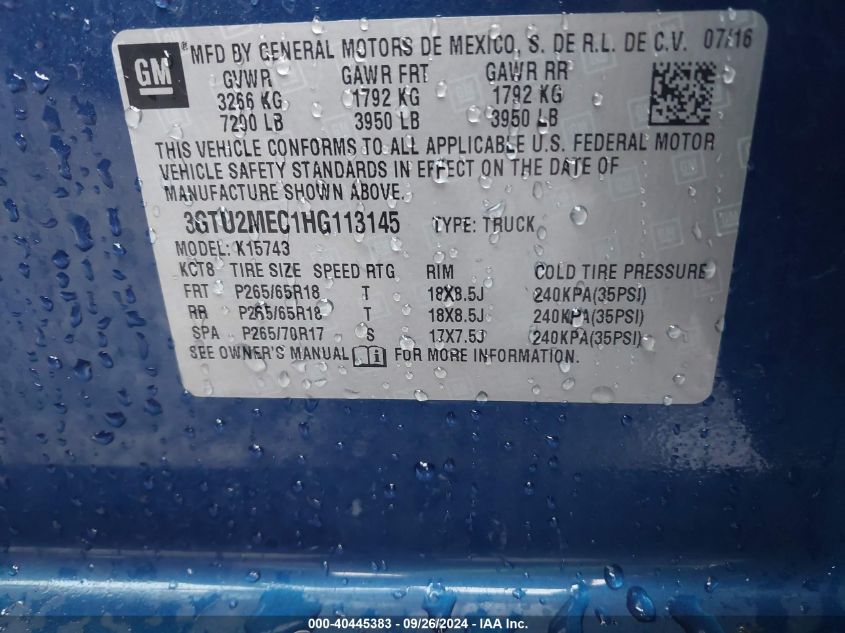 GM
® MFD BY GENERAL MOTORS DE MEXICO, S. DE R.L. DE C.V. 07/16
GVWR GAWR FRT GAWR RR
3266 KG 1792 KG 1792 KG
7200 LB 3950 LB 3950 LB
THIS VEHICLE CONFORMS TO ALL APPLICABLE U.S. FEDERAL MOTOR
VEHICLE SAFETY STANDARDS IN EFFECT ON THE DATE OF
MANUFACTURE SHOWN ABOVE.
3GTU2MEC1HG113145 TYPE: TRUCK
MODEL: K15743
KCT8 TIRE SIZE SPEED RTG RIM COLD TIRE PRESSURE
FRT P265/65R18 T 18X8.5J 240KPA(35PSI)
RR P265/65R18 T 18X8.5J 240KPA(35PSI)
SPA P265/70R17 S 17X7.5J 240KPA(35PSI)
SEE OWNER'S MANUAL FOR MORE INFORMATION.
000-40445383 - 09/26/2024 - IAA Inc.